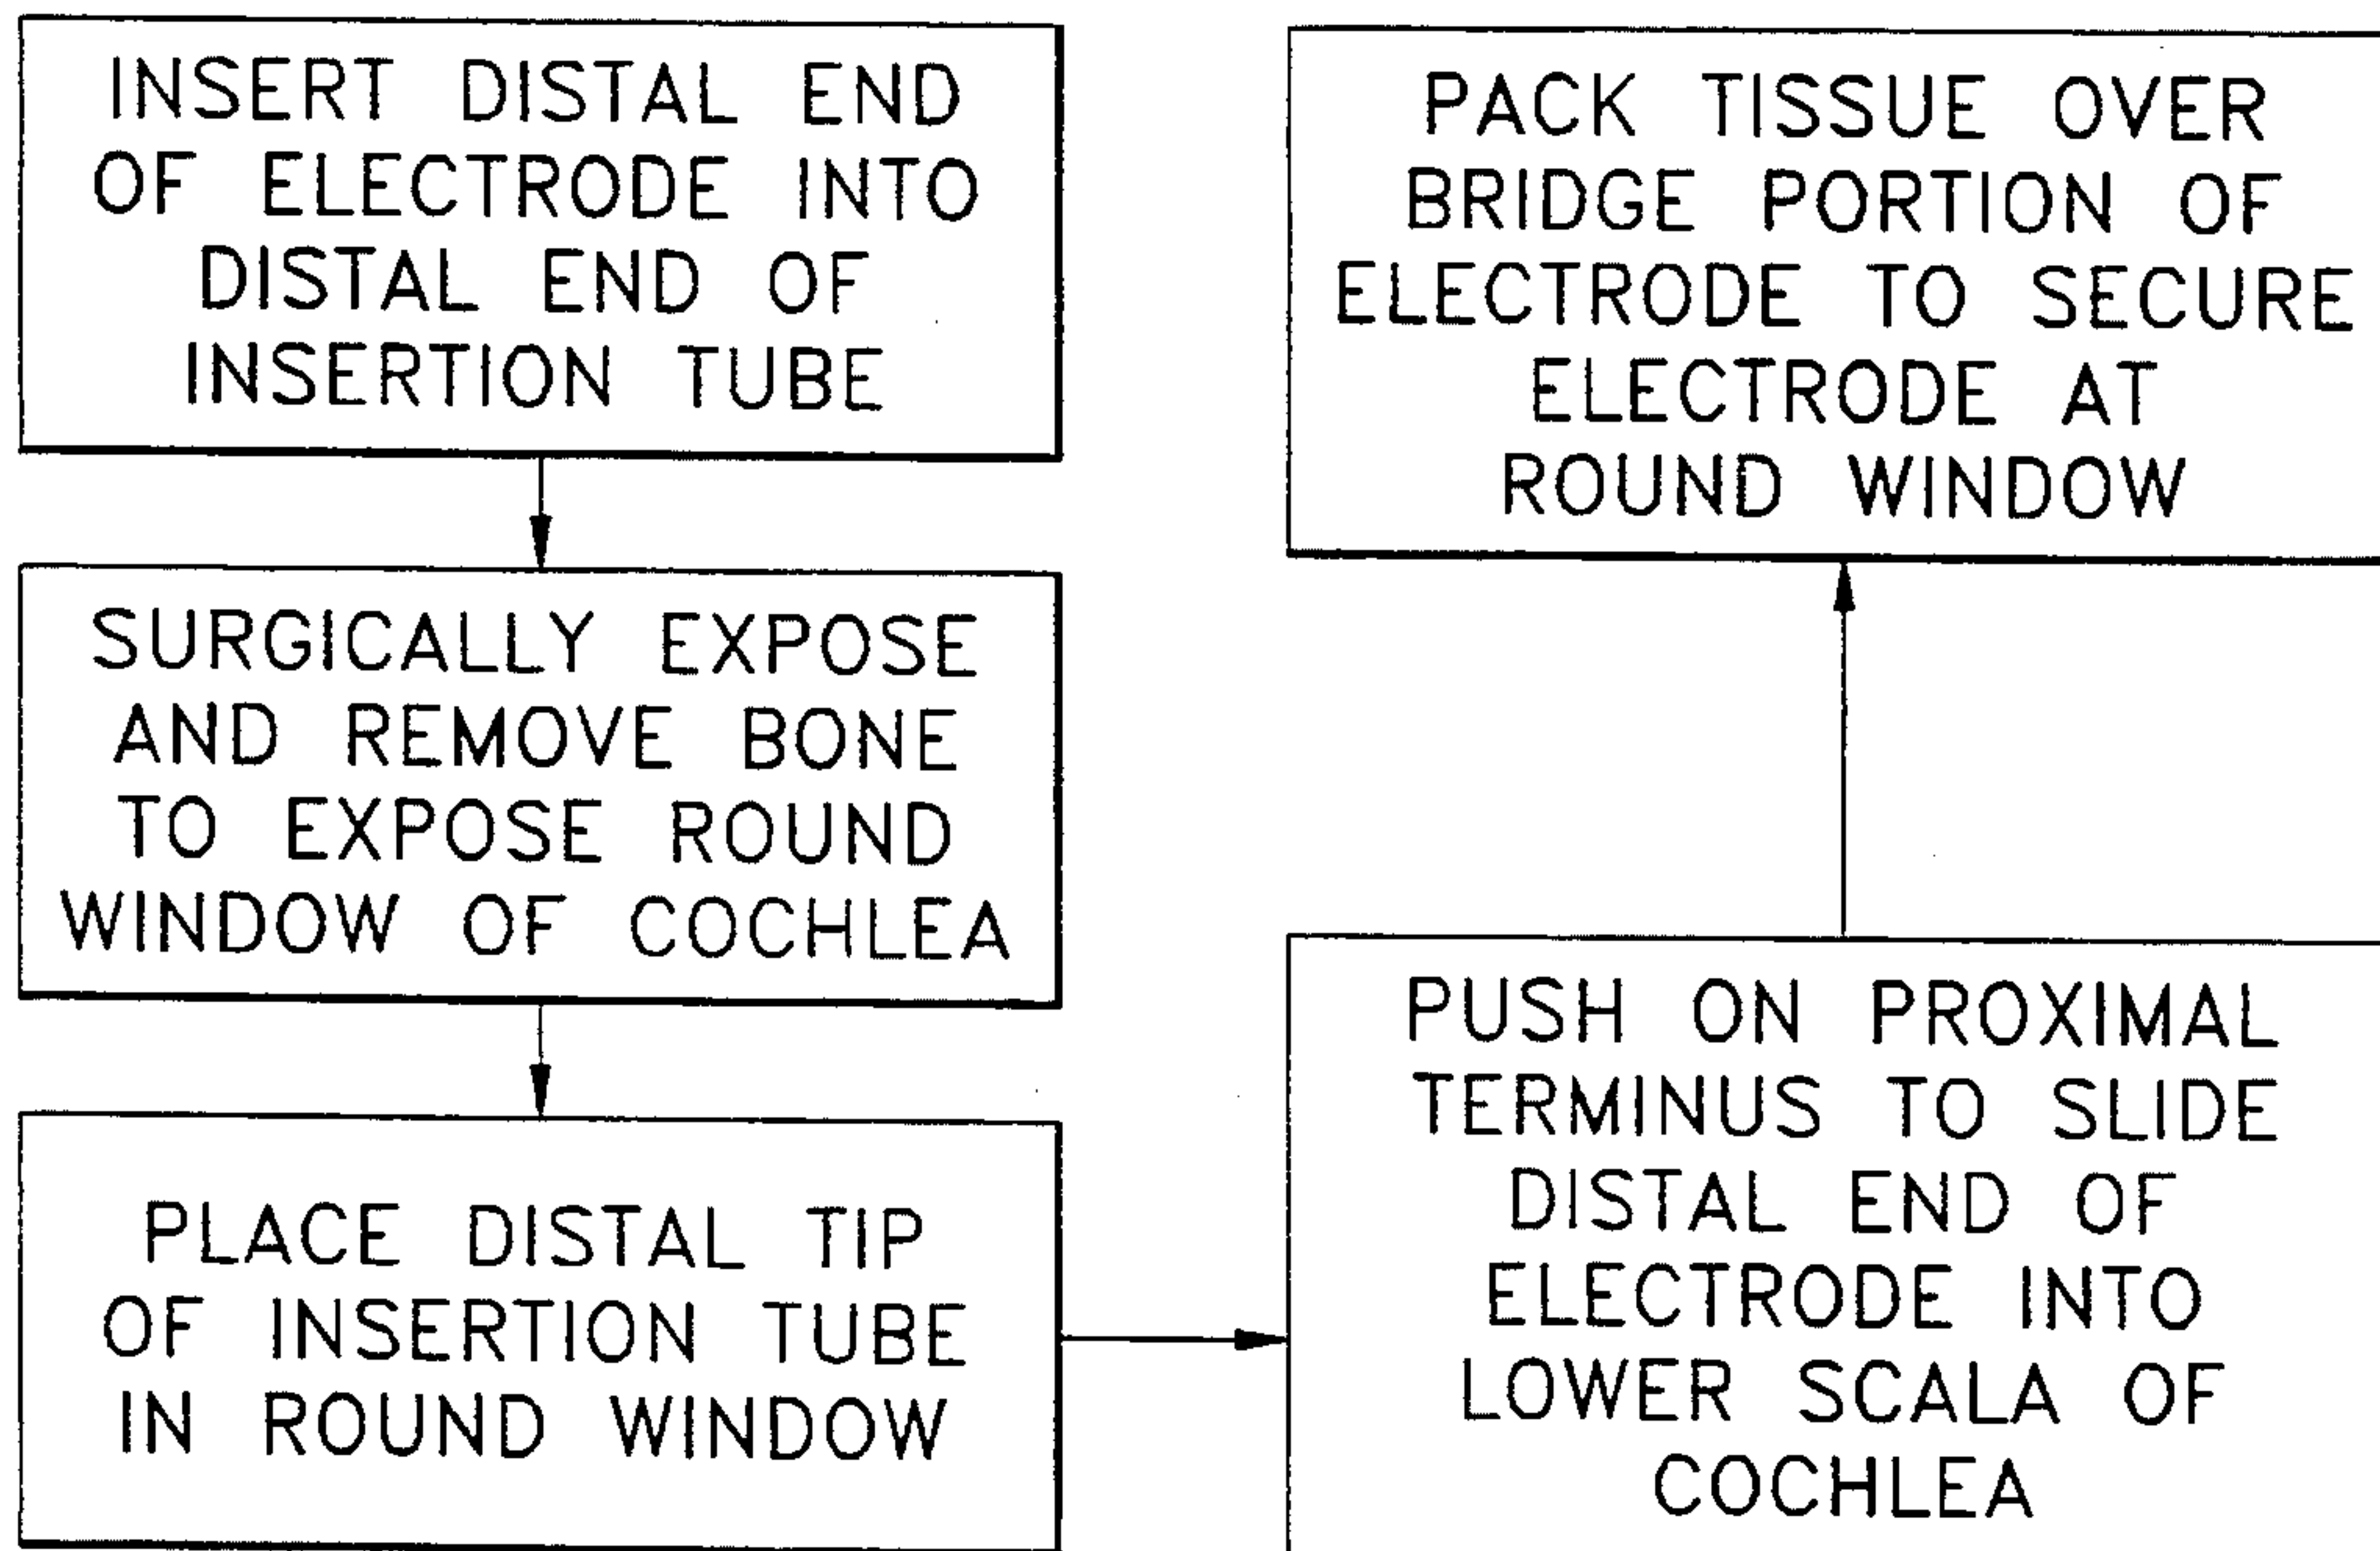 INSERT DISTAL END
OF ELECTRODE INTO
DISTAL END OF
INSERTION TUBE
SURGICALLY EXPOSE
AND REMOVE BONE
TO EXPOSE ROUND
WINDOW OF COCHLEA
PLACE DISTAL TIP
OF INSERTION TUBE
IN ROUND WINDOW
PUSH ON PROXIMAL
TERMINUS TO SLIDE
DISTAL END OF
ELECTRODE INTO
LOWER SCALA OF
COCHLEA
PACK TISSUE OVER
BRIDGE PORTION OF
ELECTRODE TO SECURE
ELECTRODE AT
ROUND WINDOW